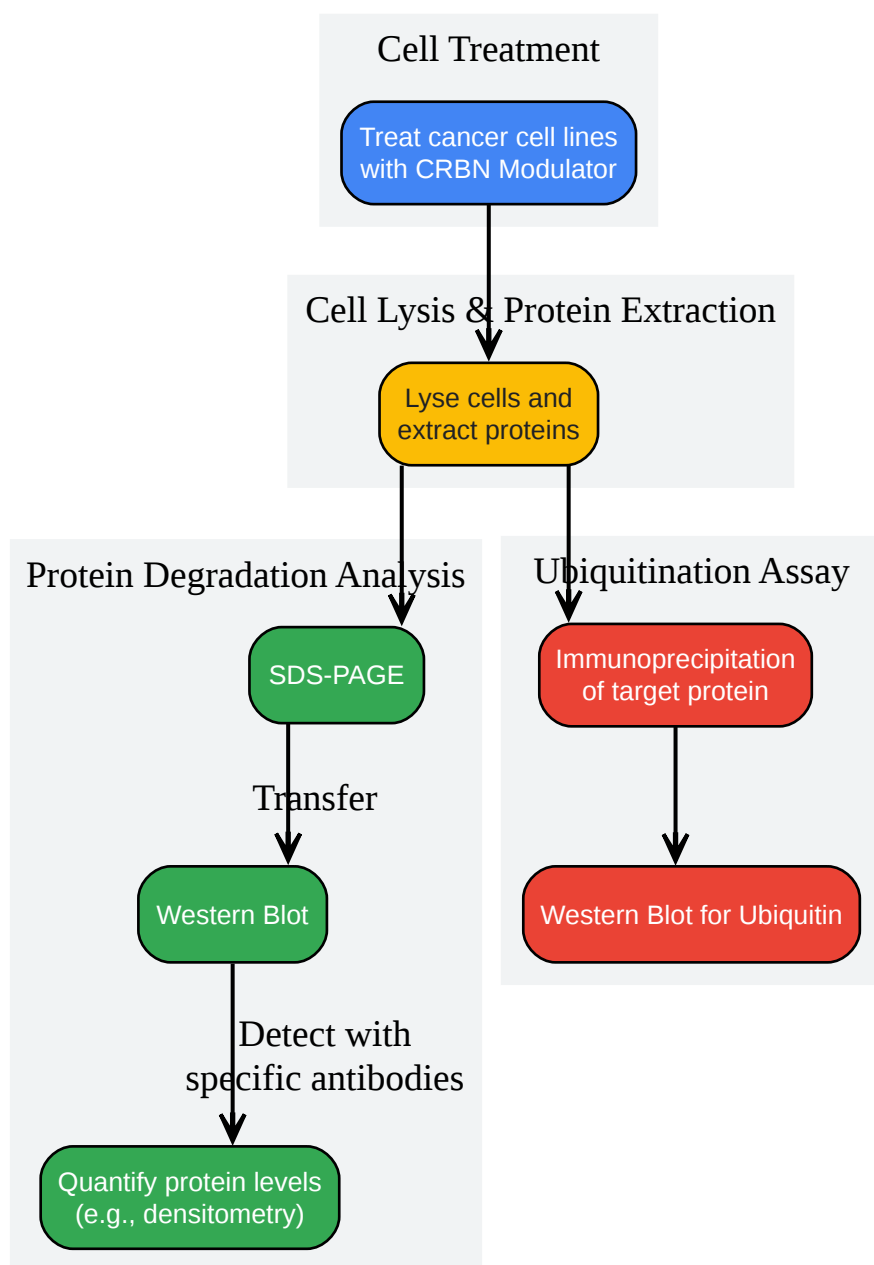 Cell Treatment
Treat cancer cell lines
with CRBN Modulator
Cell Lysis & Protein Extraction
Lyse cells and
extract proteins
Protein Degradation Analysis
SDS-PAGE
Transfer
Western Blot
Detect with
specific antibodies
Quantify protein levels
(e.g., densitometry)
Ubiquitination Assay
Immunoprecipitation
of target protein
Western Blot for Ubiquitin